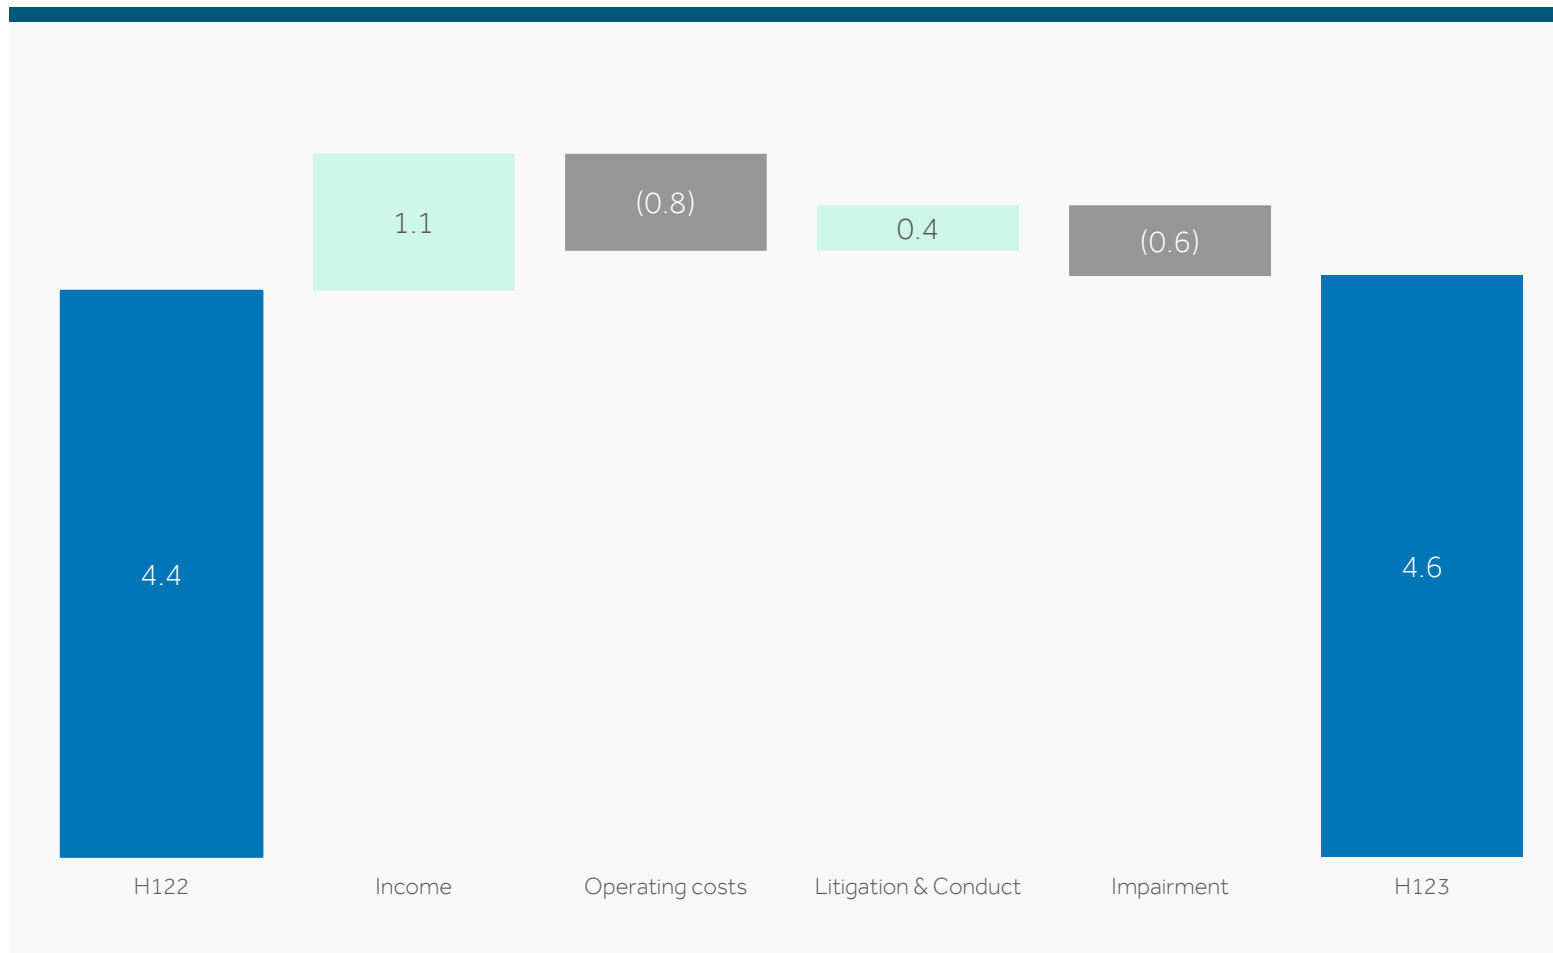 1.1
(0.8)
0.4
(0.6)
4.4
4.6
H122
Income
Operating costs
Litigation & Conduct
Impairment
H123